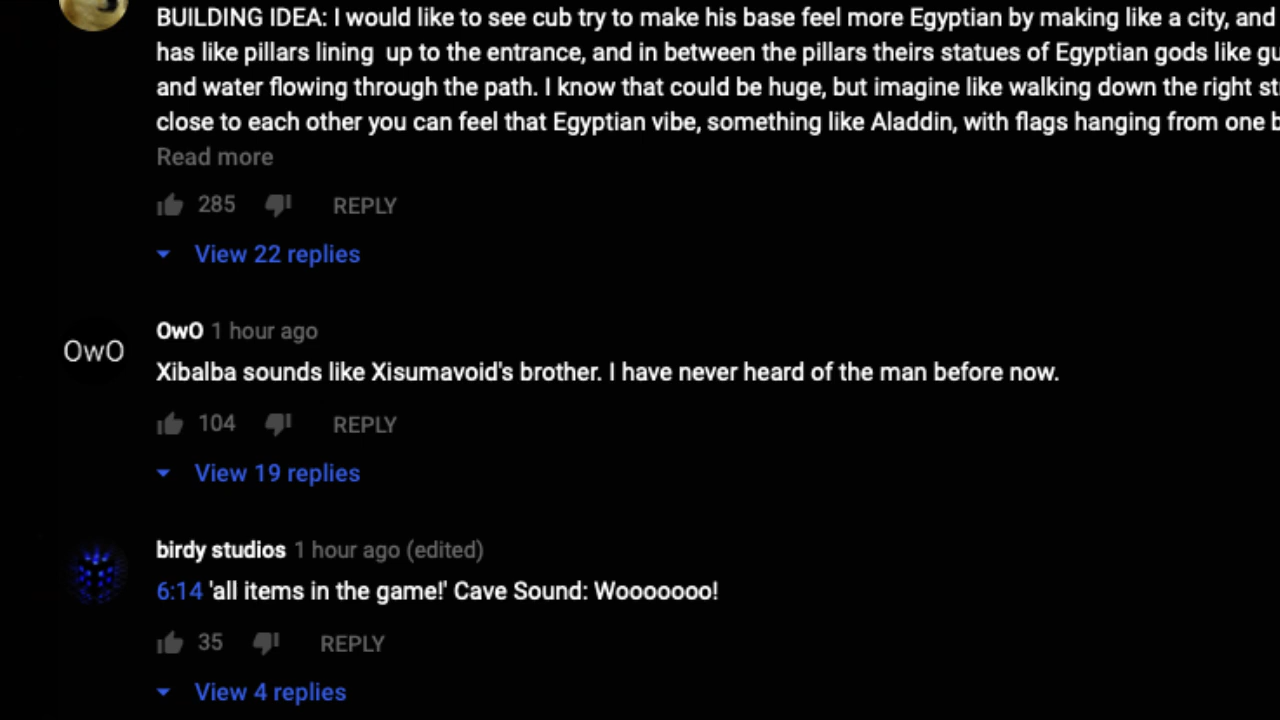 BUILDING IDEA: I would like to see cub try to make his base feel more Egyptian by making like a city, and
has like pillars lining  up to the entrance, and in between the pillars theirs statues of Egyptian gods like
and water flowing through the path. I know that could be huge, but imagine like walking down the right
close to each other you can feel that Egyptian vibe, something like Aladdin, with flags hanging from one
Read more
285 REPLY
View 22 replies
OwO 1 hour ago
OwO
Xibalba sounds like Xisumavoid's brother. I have never heard of the man before now.
104 REPLY
View 19 replies
birdy studios 1 hour ago (edited)
6:14 'all items in the game!' Cave Sound: Wooooooo!
35 REPLY
View 4 replies